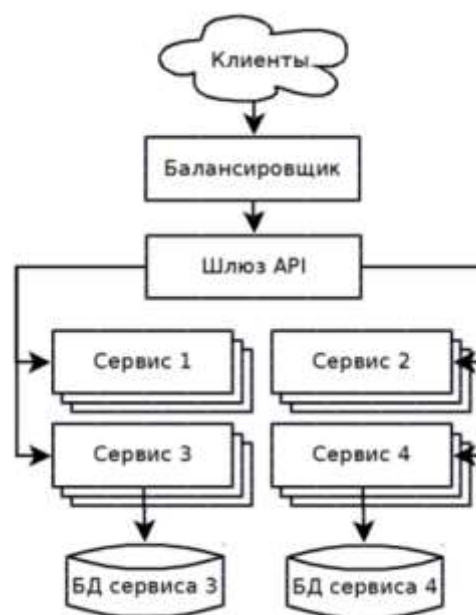 Клиенты
Балансировщик
Шлюз API
Сервис 1
Сервис 2
Сервис 3
Сервис 4
БД сервиса 3
БД сервиса 4